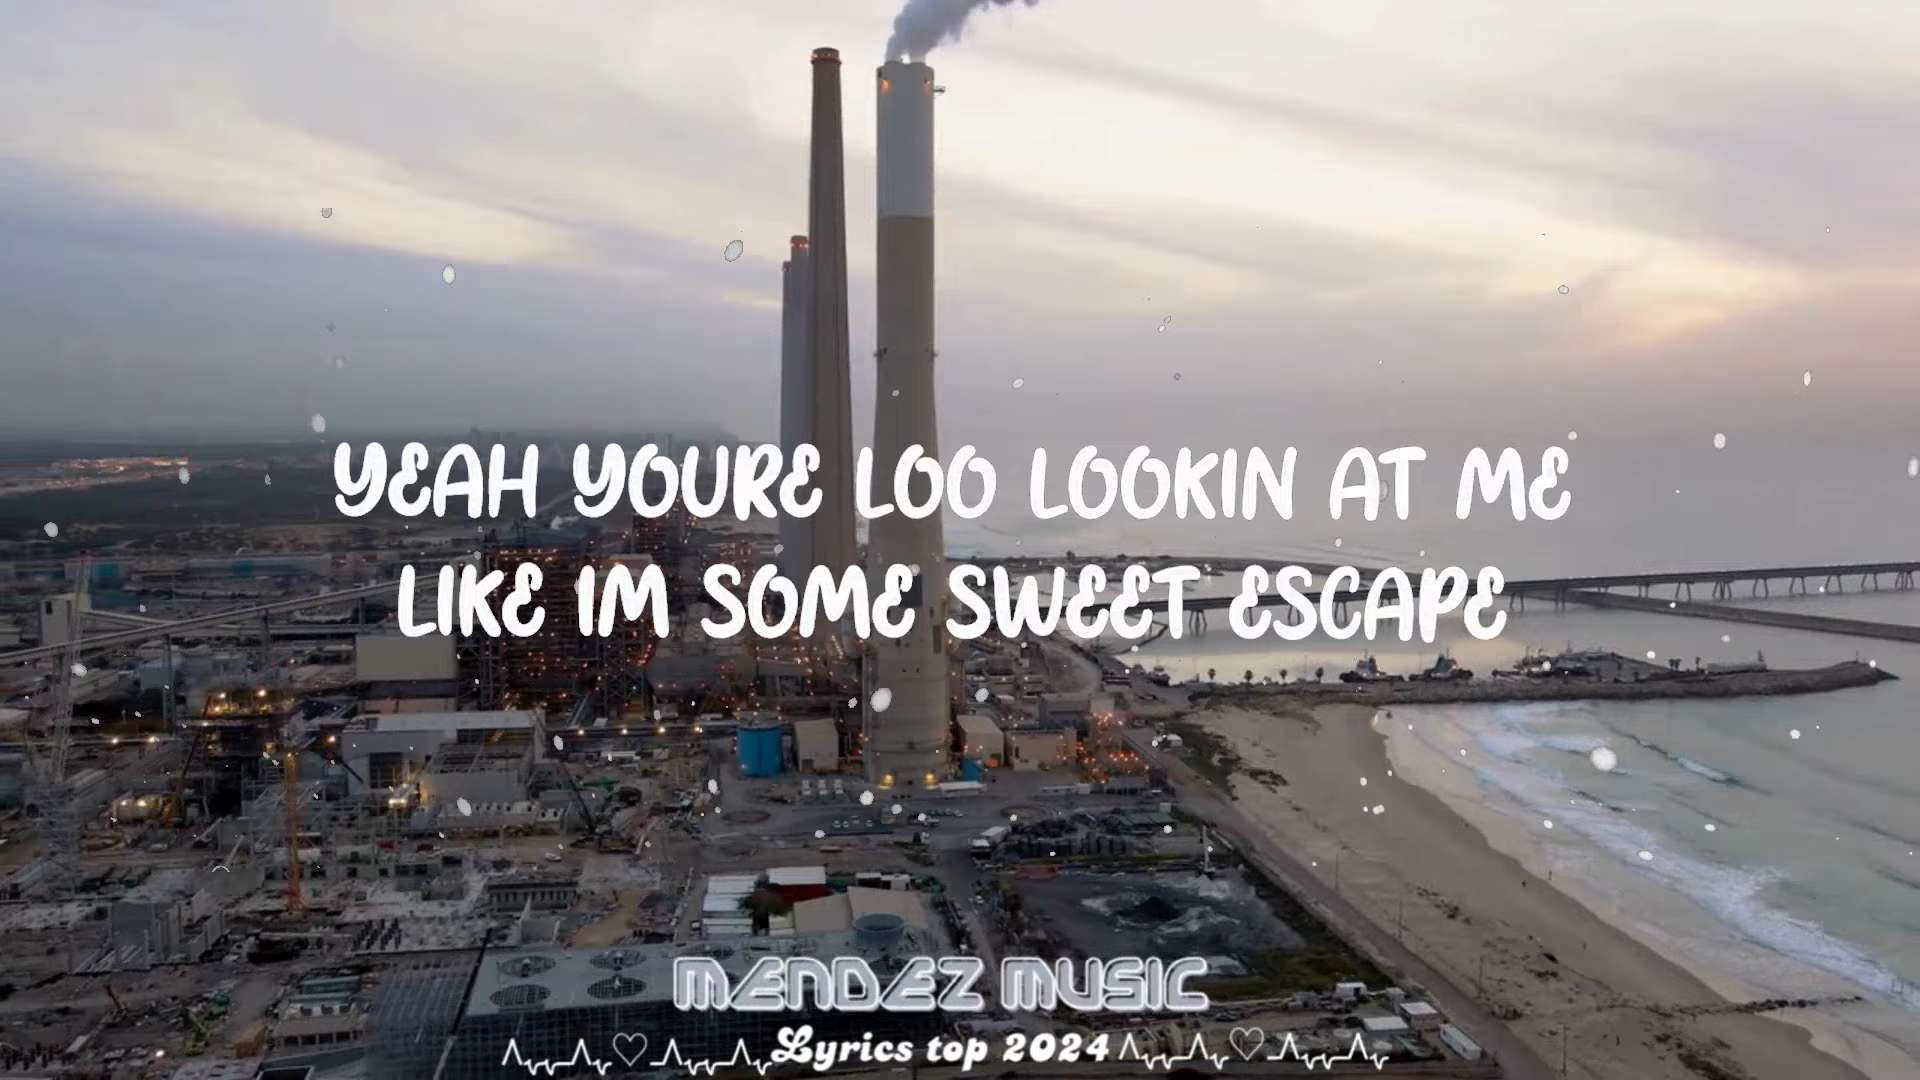 YEAH YOURE LOO LOOKIN AT ME
LIKE IM SOME SWEET ESCAPE
MENDEZ MUSIC
Lyrics top 2024